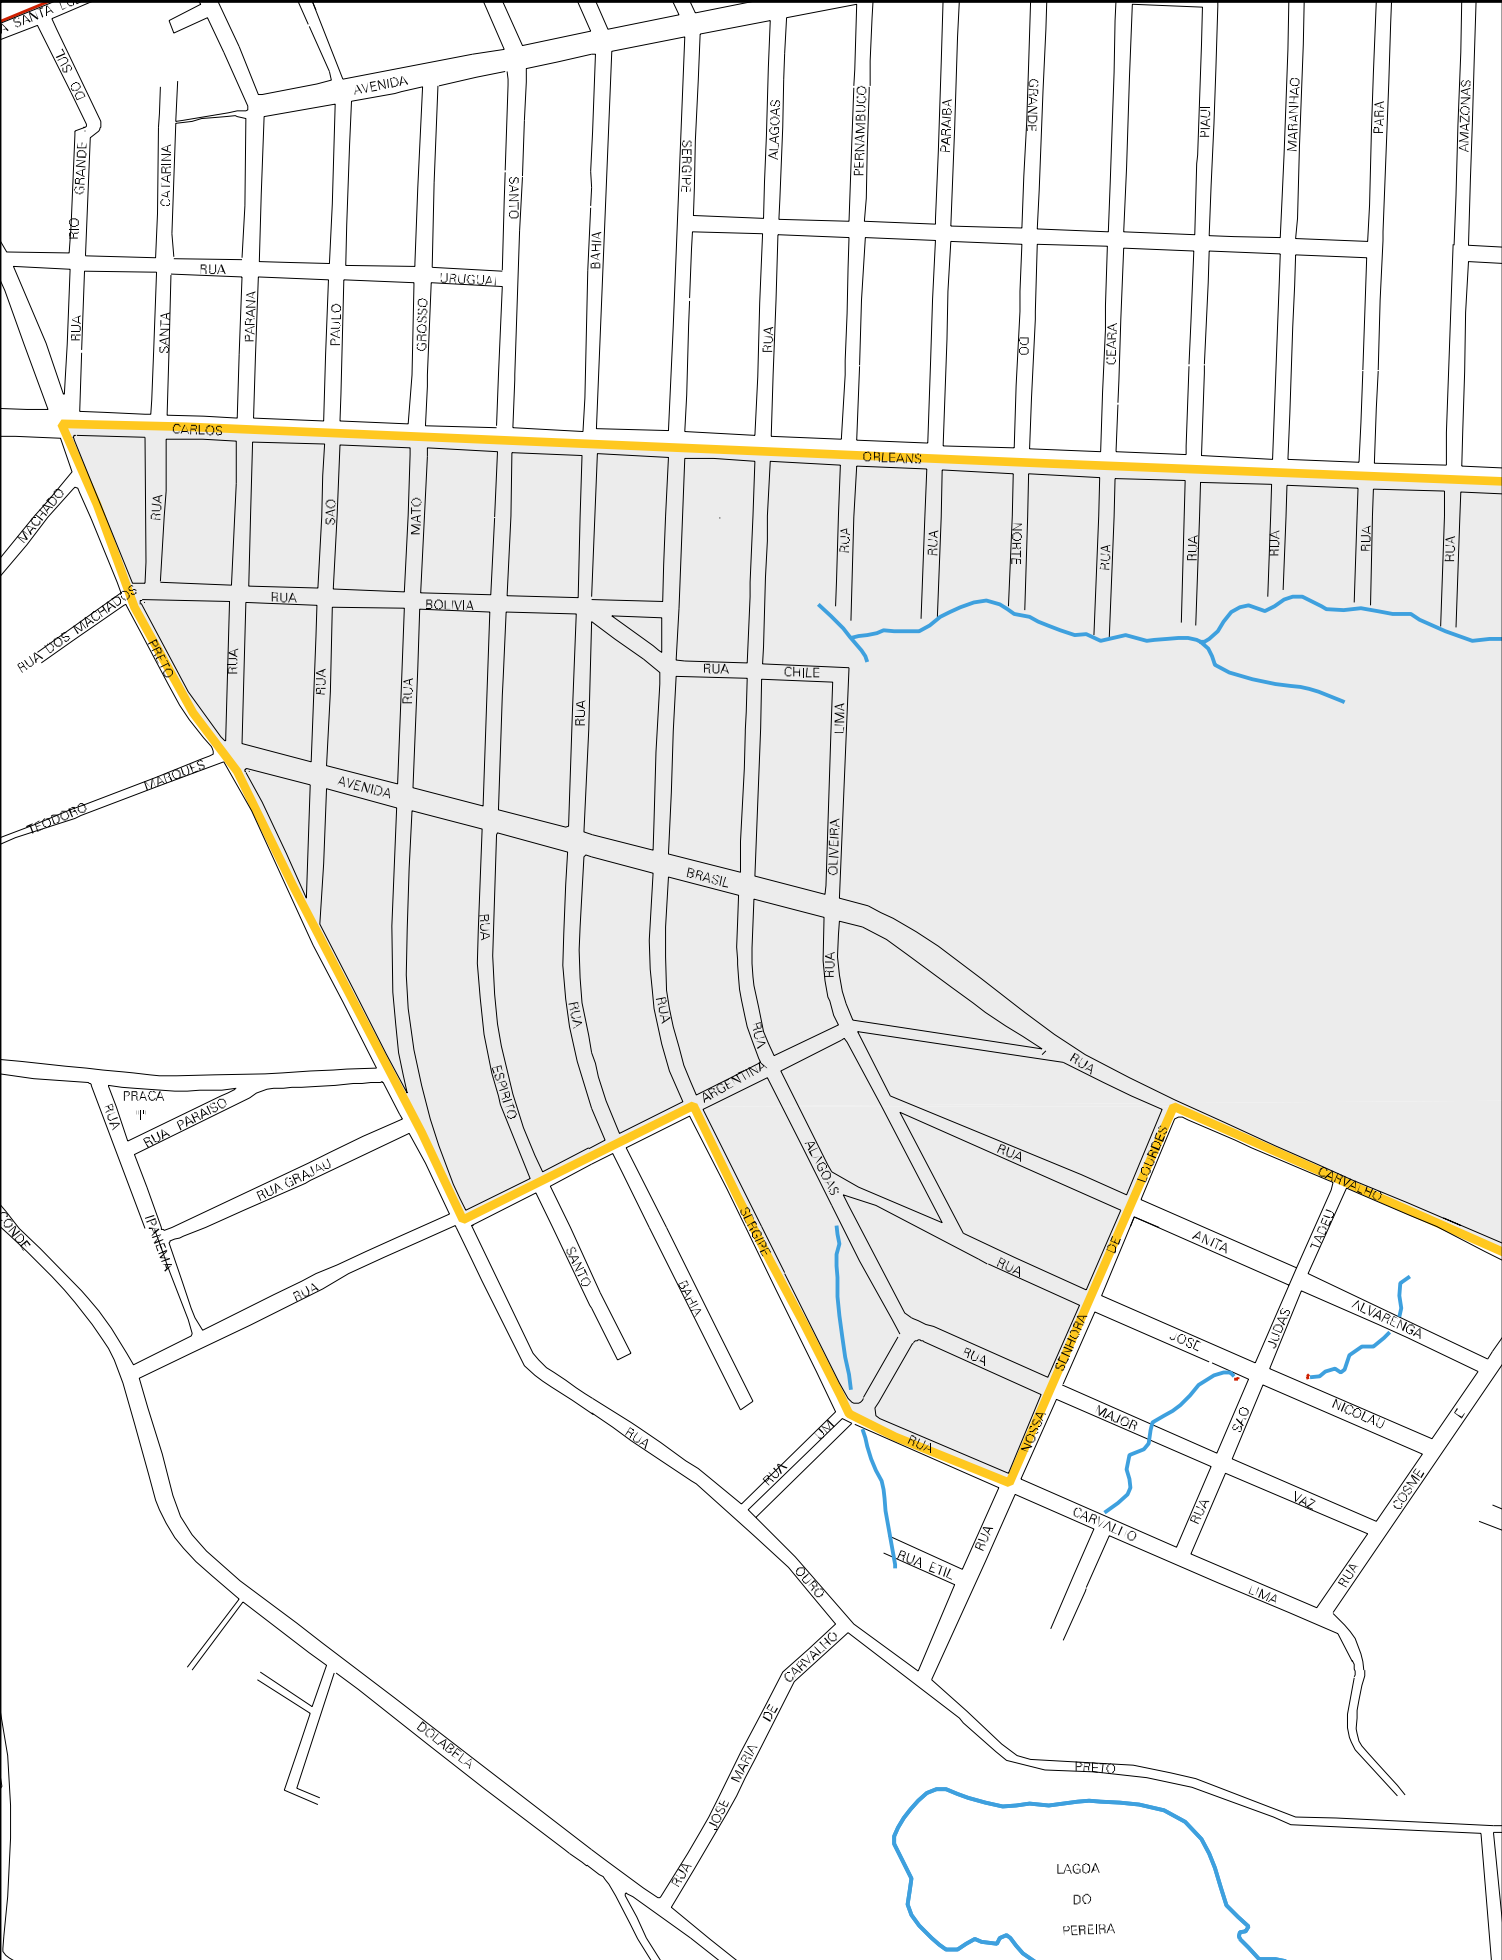 A SANTA
DO SUL
AVENIDA
GRANDE
RIO
CATARINA
SANTO
BAHIA
SERGIPE
ALAGOAS
PERNAMBUCO
PARAIBA
GRANDE
PIAUI
MARANHAO
PARA
AMAZONAS
RUA
URUGUAI
RUA
SANTA
PARANA
PAULO
GROSSO
RUA
DO
CEARA
CARLOS
ORLEANS
MACHADO
RUA
SAO
MATO
RUA
RUA
NORTE
RUA
RUA
RUA
RUA
RUA
RUA
BOLIVIA
RUA DOS MACHADOS
PRETO
RUA
RUA
RUA
RUA
RUA
CHILE
LIMA
TEODORO
MARQUES
AVENIDA
BRASIL
OLIVEIRA
RUA
RUA
RUA
RUA
RUA
RUA
ESPIRITO
ARGENTINA
PRACA
"I"
RUA
RUA PARAISO
RUA GRAJAU
IPANEMA
CONDE
RUA
SANTO
BAHIA
SERGIPE
ALAGOAS
RUA
RUA
RUA
LOURDES
DE
SENHORA
NOSSA
CARVALHO
TADEU
ANITA
JUDAS
ALVARENGA
JOSE
MAJOR
NICOLAU
SAO
E
RUA
RUA
RUA
UM
COSME
VAZ
RUA
CARVALHO
RUA
OURO
RUA ETIL
RUA
LIMA
CARVALHO
DE
MARIA
JOSE
RUA
DOLABELA
PRETO
LAGOA
DO
PEREIRA